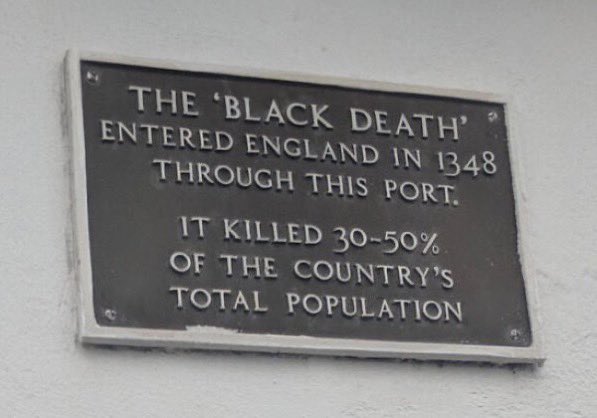 THE ‘BLACK DEATH’
ENTERED ENGLAND IN 1348
THROUGH THIS PORT.
IT KILLED 30-50%
OF THE COUNTRY'S
TOTAL POPULATION